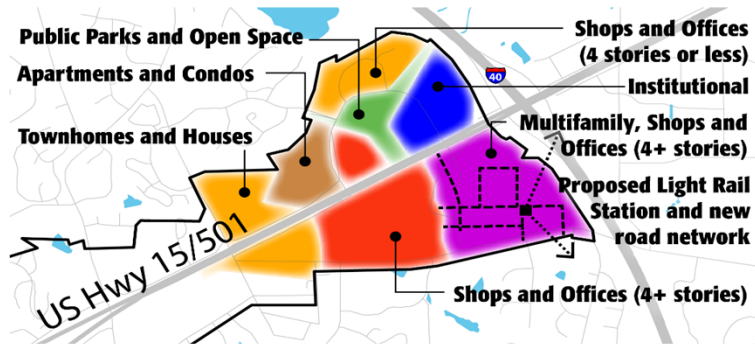 Public Parks and Open Space
Shops and Offices
(4 stories or less)
Apartments and Condos
40
Institutional
Townhomes and Houses
Multifamily, Shops and
Offices (4+ stories)
Proposed Light Rail
Station and new
road network
US Hwy 15/501
Shops and Offices (4+ stories)